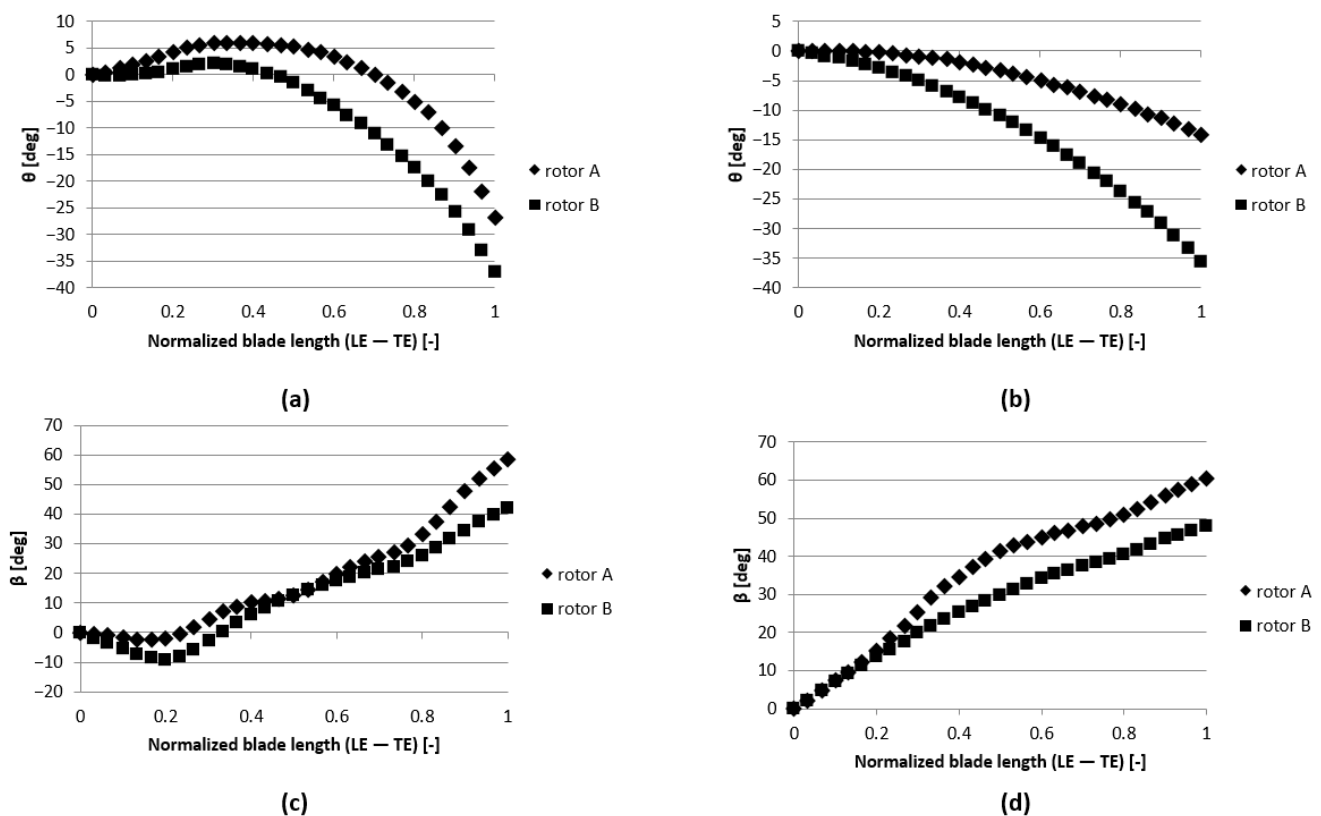 10
5
0
−5
−10
−15
−20
−25
−30
−35
−40
θ [deg]
0 0.2 0.4 0.6 0.8 1
Normalized blade length (LE — TE) [-]
rotor A
rotor B
(a)
5
0
−5
−10
−15
−20
−25
−30
−35
−40
θ [deg]
0 0.2 0.4 0.6 0.8 1
Normalized blade length (LE — TE) [-]
rotor A
rotor B
(b)
70
60
50
40
30
20
10
0
−10
−20
β [deg]
0 0.2 0.4 0.6 0.8 1
Normalized blade length (LE — TE) [-]
rotor A
rotor B
(c)
70
60
50
40
30
20
10
0
β [deg]
0 0.2 0.4 0.6 0.8 1
Normalized blade length (LE — TE) [-]
rotor A
rotor B
(d)